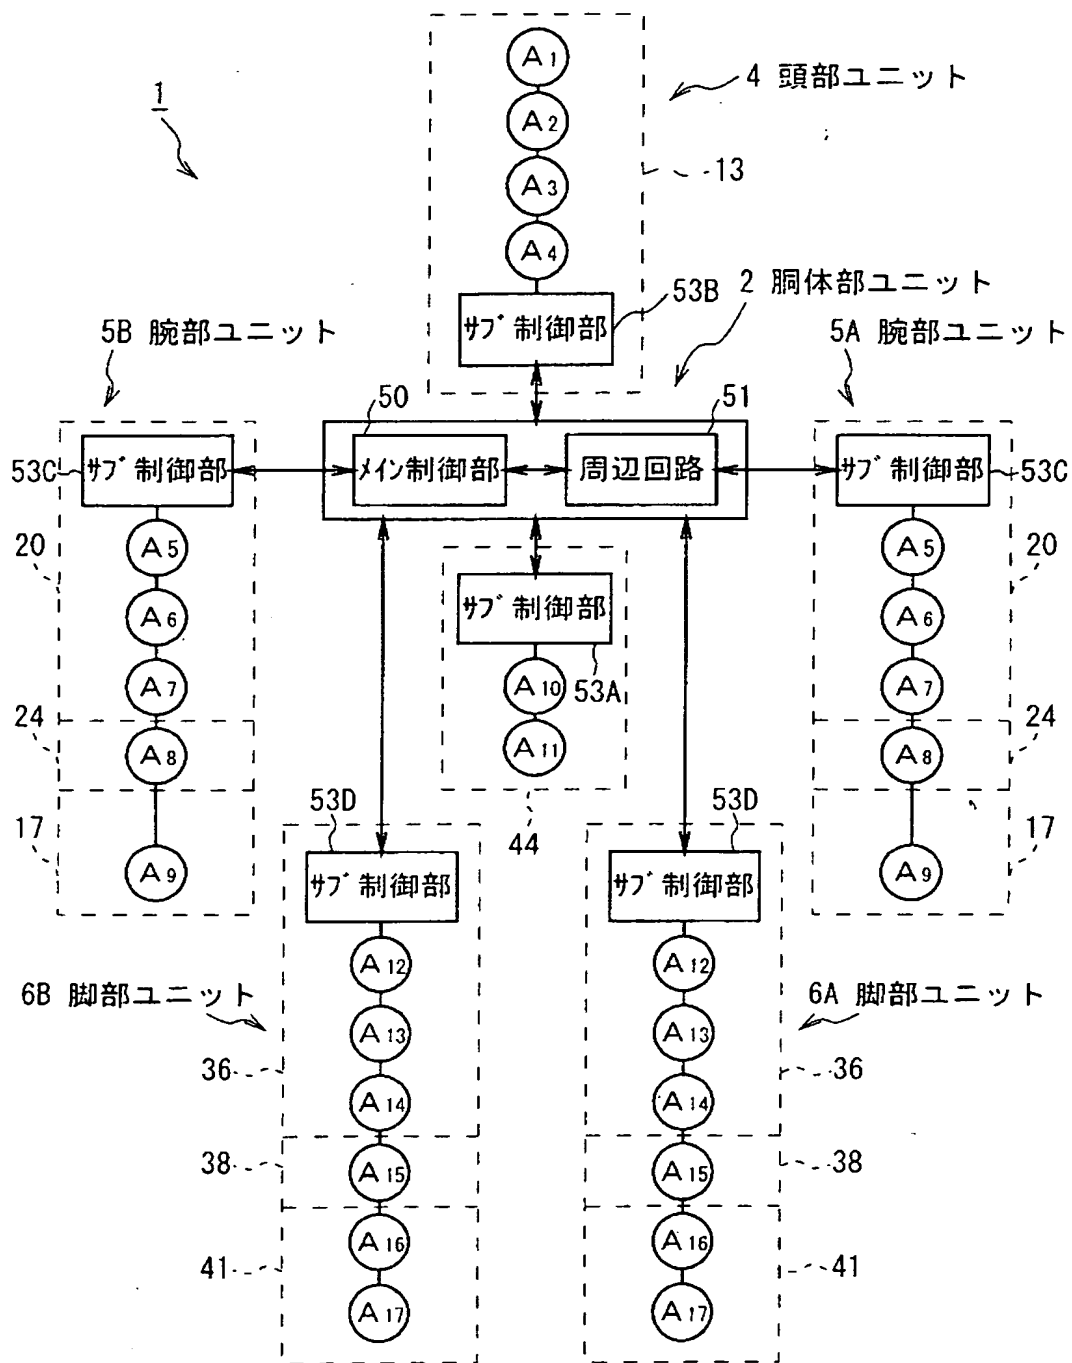 A1
4 頭部ユニット
1
A2
13
A3
A4
53B
2 胴体部ユニット
サブ制御部
5B 腕部ユニット
5A 腕部ユニット
50
51
53C
サブ制御部
メイン制御部
周辺回路
サブ制御部
53C
20
A5
A6
A7
24
A8
17
A9
サブ制御部
53A
A10
A11
44
A5
20
A6
A7
A8
24
A9
17
53D
サブ制御部
A12
6B 脚部ユニット
A13
36
A14
38
A15
A16
41
A17
53D
サブ制御部
A12
6A 脚部ユニット
A13
36
A14
A15
38
A16
41
A17